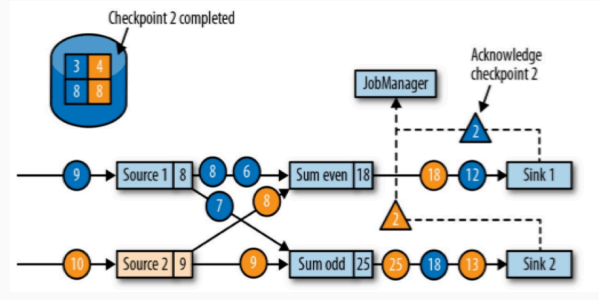 Checkpoint 2 completed
3 4
8 8
Acknowledge
checkpoint 2
JobManager
2
9 Source 1 8 8 6 Sum even 18 18 12 Sink 1
7 8
2
10 Source 2 9 9 Sum odd 25 25 18 13 Sink 2